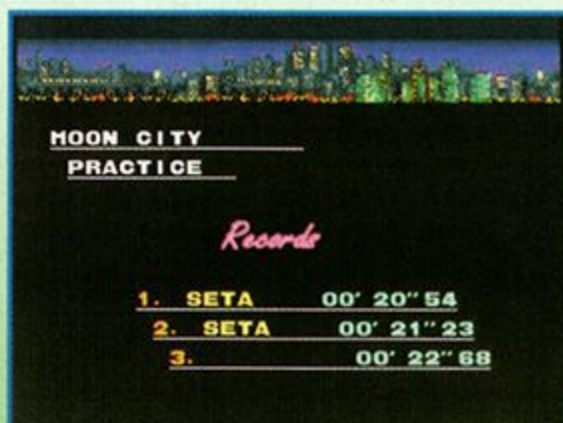 MOON CITY
PRACTICE
Records
1. SETA 00' 20" 54
2. SETA 00' 21" 23
3. 00' 22" 68